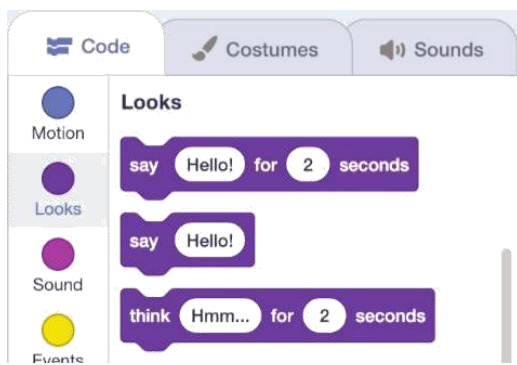 Code Costumes Sounds
Looks
Motion
say Hello! for 2 seconds
Looks
say Hello!
Sound
think Hmm... for 2 seconds
Events